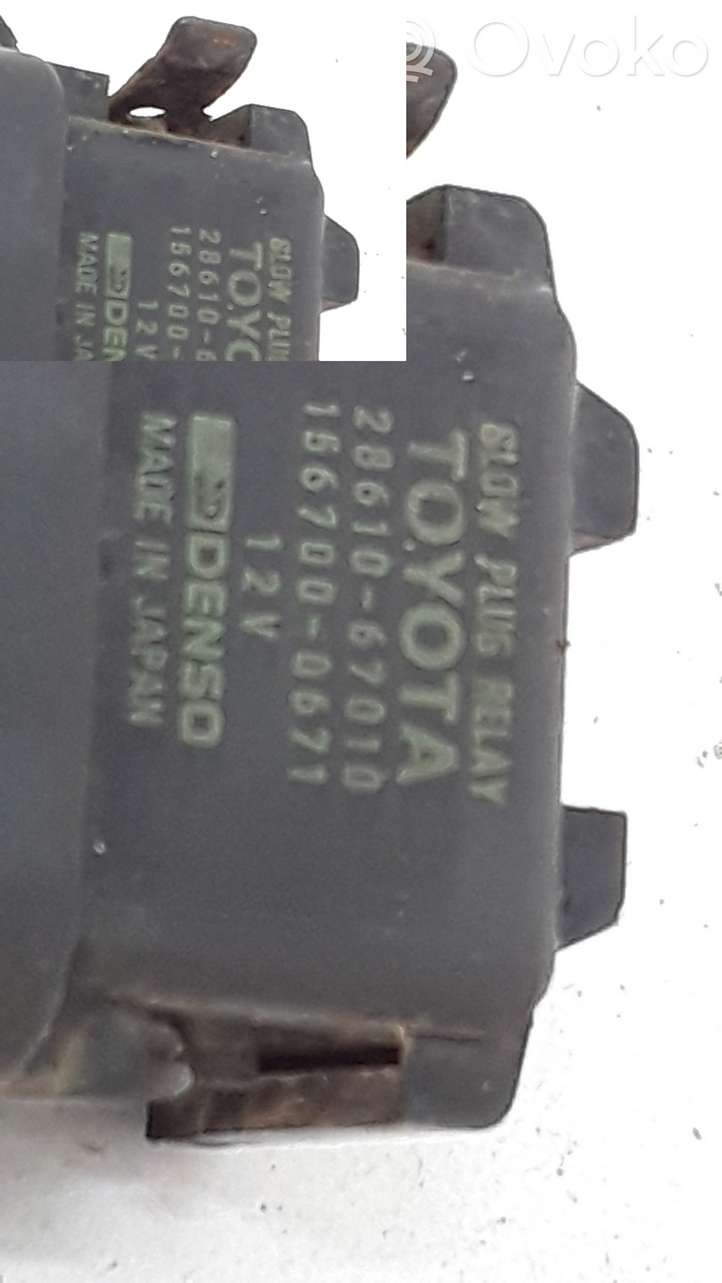 Ovoko
GLOW PLUG RELAY
TOYOTA
28610-67010
156700-0671
12V
DENSO
MADE IN JAPAN